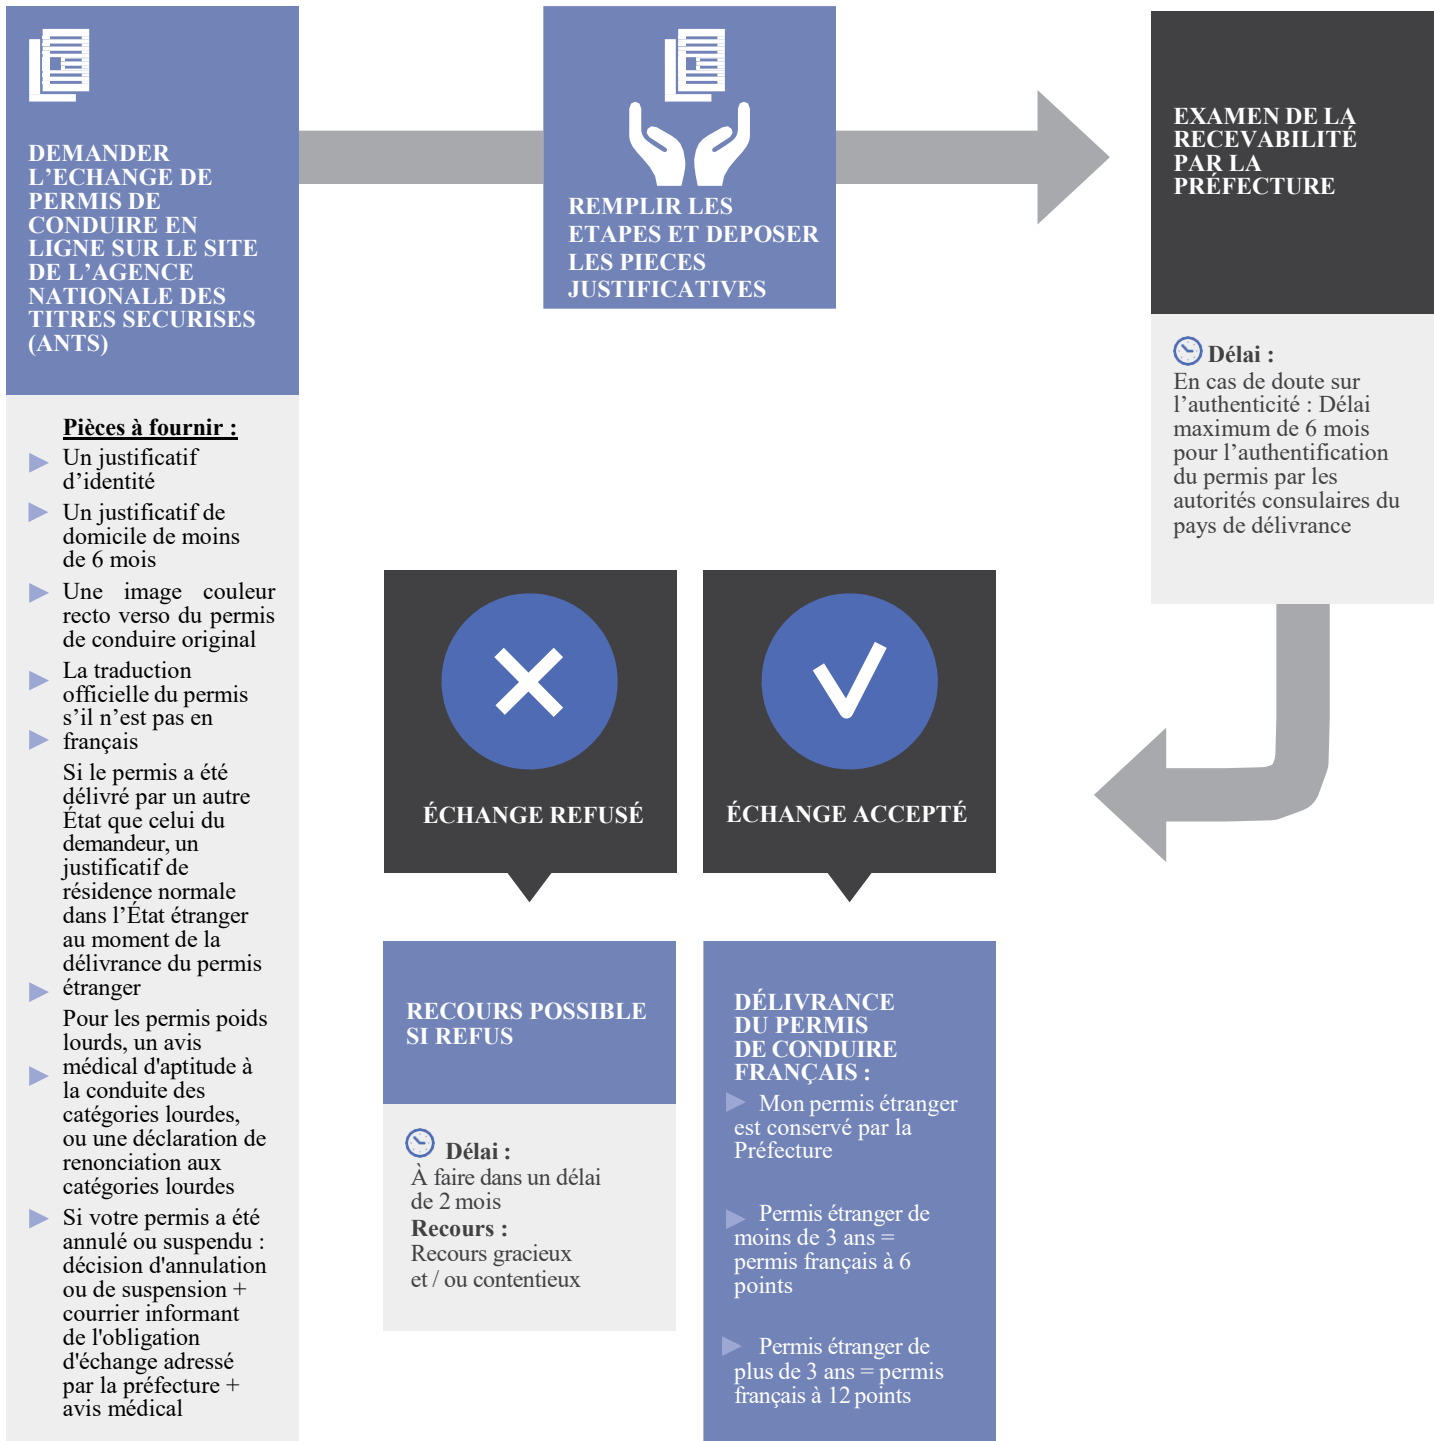 DEMANDER
L’ECHANGE DE
PERMIS DE
CONDUIRE EN
LIGNE SUR LE SITE
DE L’AGENCE
NATIONALE DES
TITRES SECURISES
(ANTS)
Pièces à fournir :
Un justificatif
d’identité
Un justificatif de
domicile de moins
de 6 mois
Une image couleur
recto verso du permis
de conduire original
La traduction
officielle du permis
s’il n’est pas en
français
Si le permis a été
délivré par un autre
État que celui du
demandeur, un
justificatif de
résidence normale
dans l’État étranger
au moment de la
délivrance du permis
étranger
Pour les permis poids
lourds, un avis
médical d'aptitude à
la conduite des
catégories lourdes,
ou une déclaration de
renonciation aux
catégories lourdes
Si votre permis a été
annulé ou suspendu :
décision d'annulation
ou de suspension +
courrier informant
de l'obligation
d'échange adressé
par la préfecture +
avis médical
REMPLIR LES
ETAPES ET DEPOSER
LES PIECES
JUSTIFICATIVES
EXAMEN DE LA
RECEVABILITÉ
PAR LA
PRÉFECTURE
Délai :
En cas de doute sur
l’authenticité : Délai
maximum de 6 mois
pour l’authentification
du permis par les
autorités consulaires du
pays de délivrance
ÉCHANGE REFUSÉ
RECOURS POSSIBLE
SI REFUS
Délai :
À faire dans un délai
de 2 mois
Recours :
Recours gracieux
et / ou contentieux
ÉCHANGE ACCEPTÉ
DÉLIVRANCE
DU PERMIS
DE CONDUIRE
FRANÇAIS :
Mon permis étranger
est conservé par la
Préfecture
Permis étranger de
moins de 3 ans =
permis français à 6
points
Permis étranger de
plus de 3 ans = permis
français à 12 points